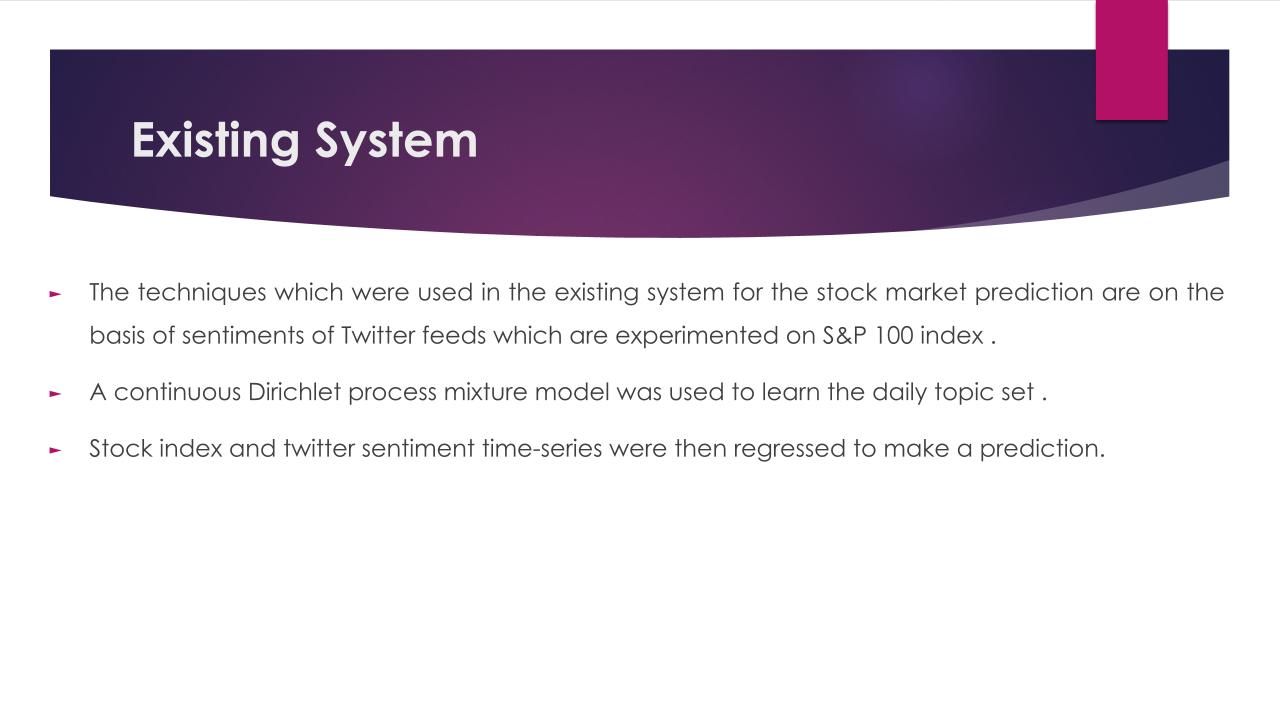 Existing System
► The techniques which were used in the existing system for the stock market prediction are on the
basis of sentiments of Twitter feeds which are experimented on S&P 100 index .
► A continuous Dirichlet process mixture model was used to learn the daily topic set .
► Stock index and twitter sentiment time-series were then regressed to make a prediction.